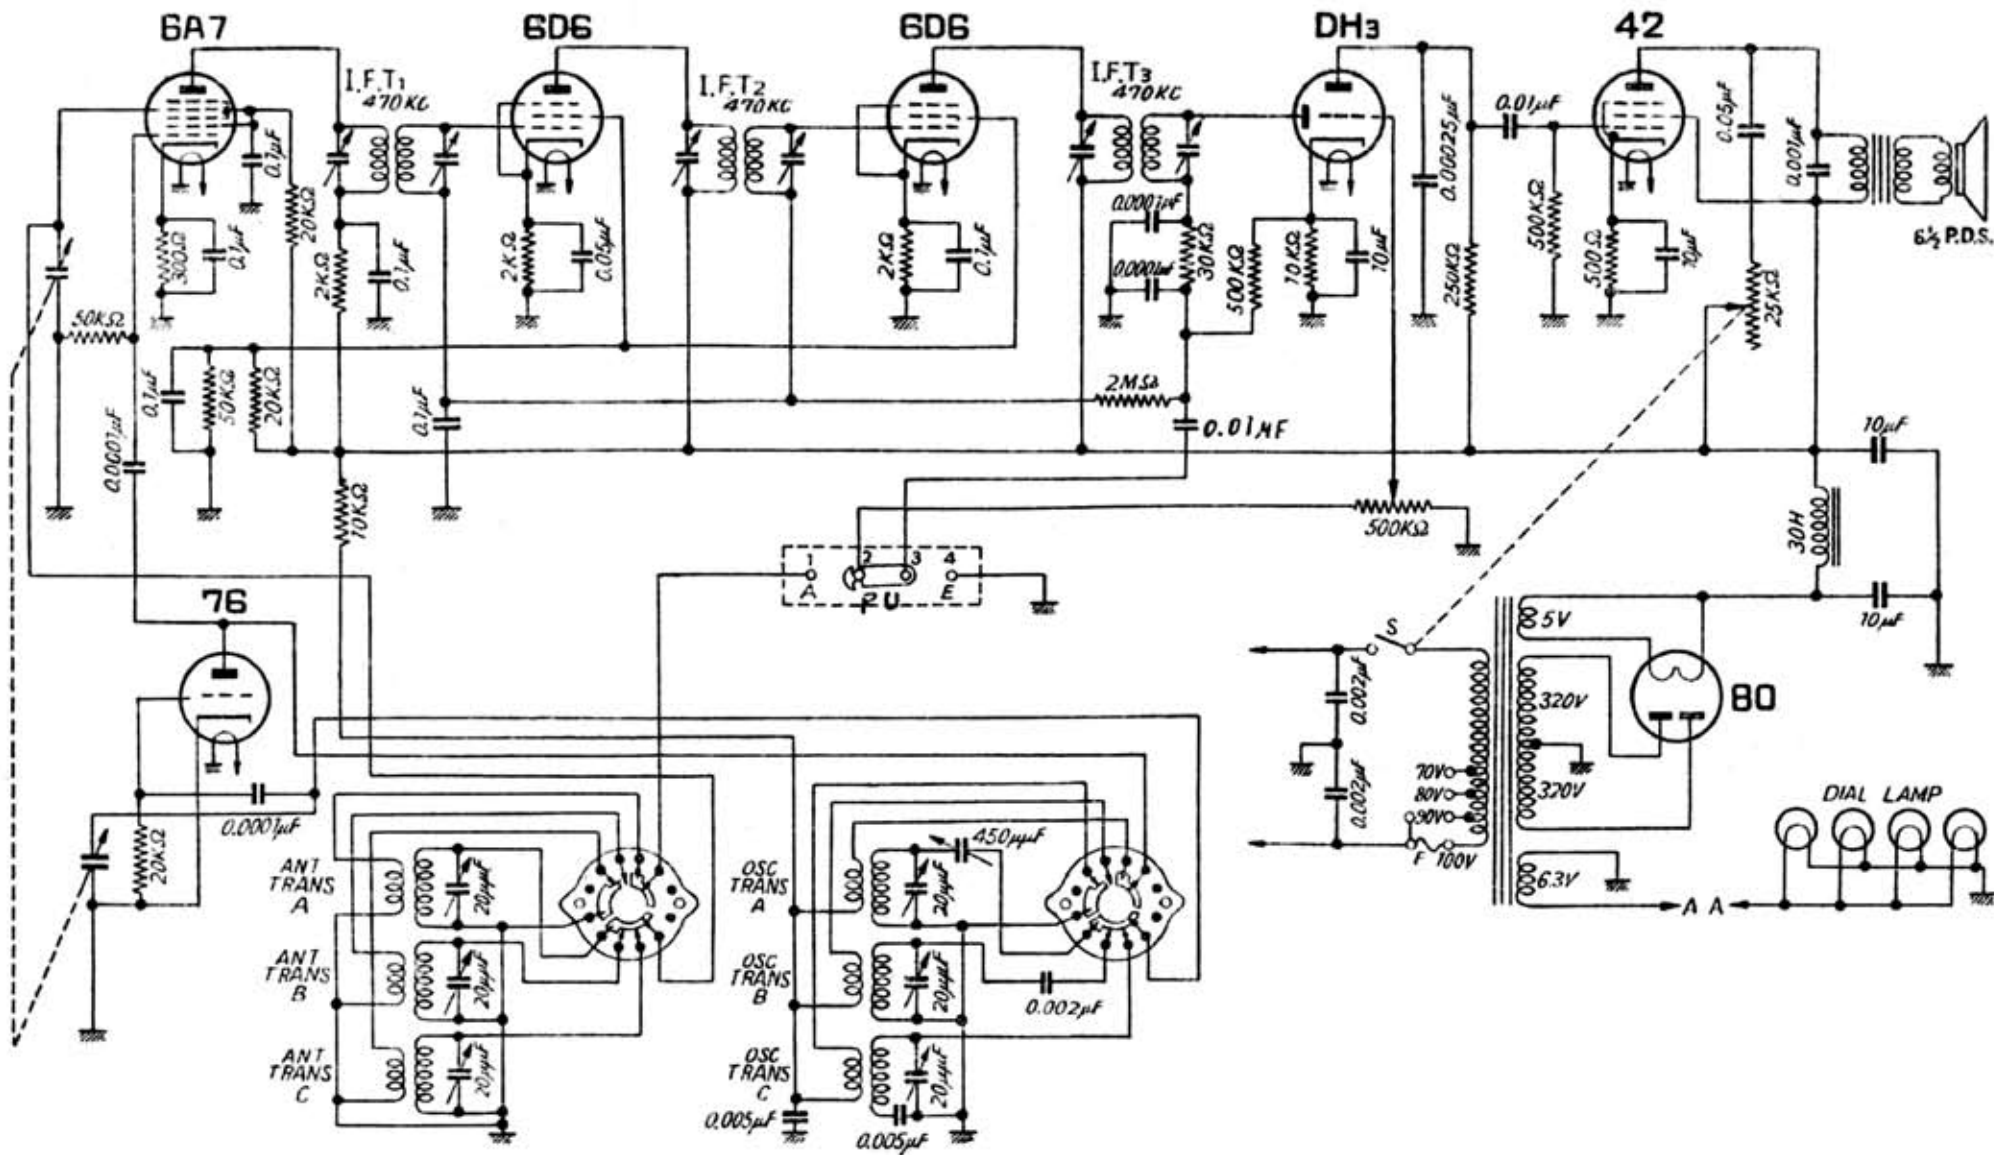 6A7
6D6
6D6
DH3
42
I.F.T1
470KC
I.F.T2
470KC
I.F.T3
470KC
0.1µF
20KΩ
300Ω
0.1µF
2KΩ
0.1µF
2KΩ
0.05µF
2KΩ
0.1µF
0.0001µF
0.0001µF
30KΩ
500KΩ
10KΩ
10µF
0.00025µF
250KΩ
0.01µF
500KΩ
500Ω
10µF
0.05µF
25KΩ
0.001µF
6½ P.D.S.
50KΩ
0.1µF
50KΩ
20KΩ
0.0001µF
0.1µF
2MΩ
0.01MF
10KΩ
500KΩ
10µF
30H
10µF
1 2 3 4
A PU E
76
0.0001µF
20KΩ
S
0.002µF
0.002µF
70V
80V
90V
F 100V
5V
320V
320V
6.3V
80
A A
DIAL LAMP
ANT
TRANS
A
20µµF
ANT
TRANS
B
20µµF
ANT
TRANS
C
20µµF
OSC
TRANS
A
450µµF
20µµF
OSC
TRANS
B
20µµF
0.002µF
OSC
TRANS
C
20µµF
0.005µF
0.005µF